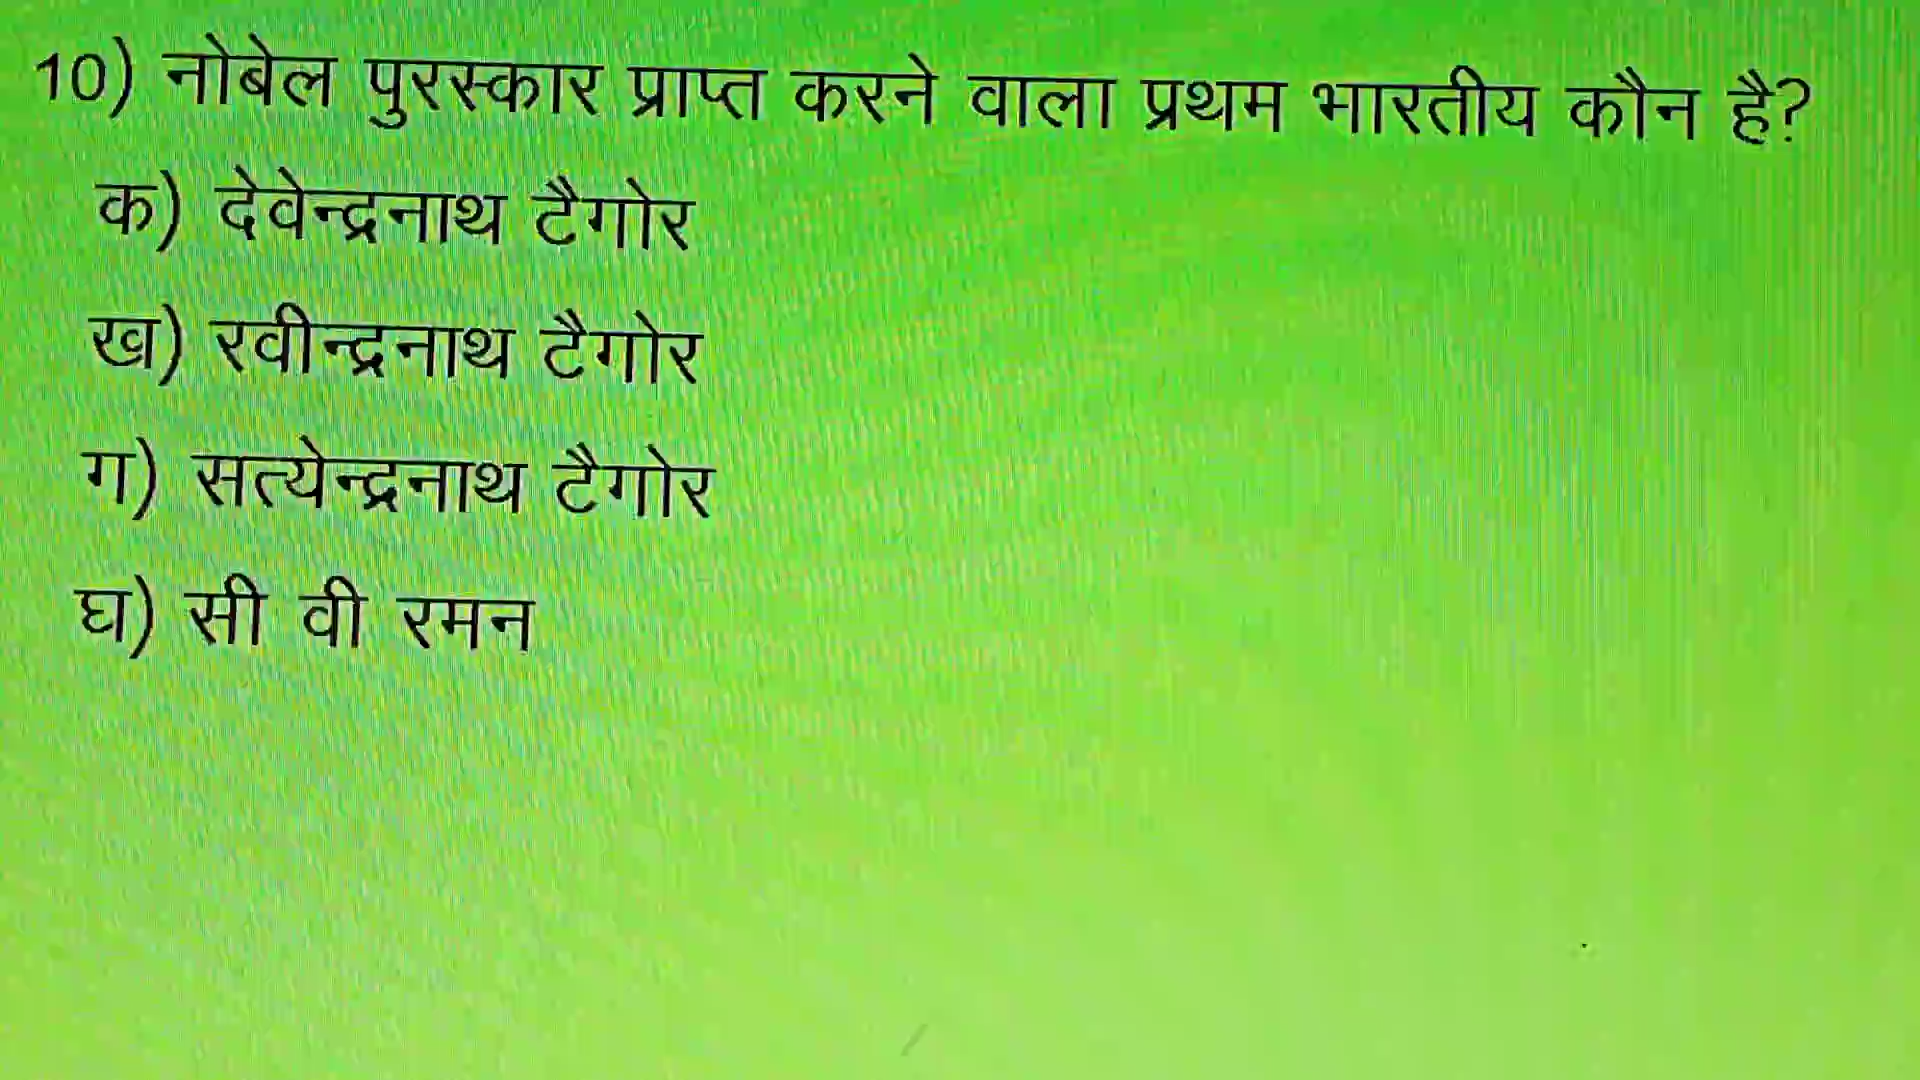 10) नोबेल पुरस्कार प्राप्त करने वाला प्रथम भारतीय कौन है?
क) देवेन्द्रनाथ टैगोर
ख) रवीन्द्रनाथ टैगोर
ग) सत्येन्द्रनाथ टैगोर
घ) सी वी रमन